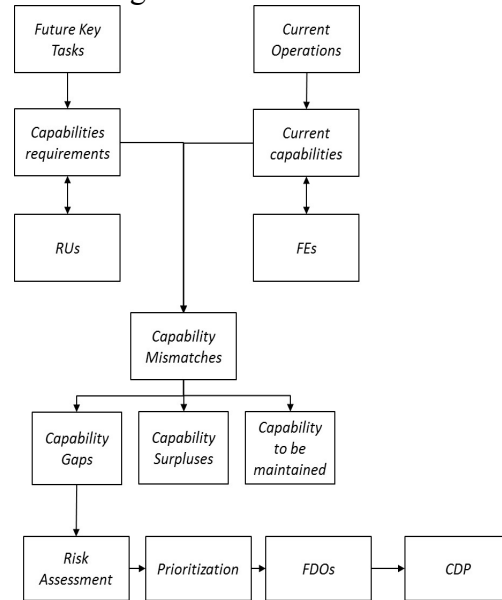 Future Key
Tasks
Current
Operations
Capabilities
requirements
Current
capabilities
RUs
FEs
Capability
Mismatches
Capability
Gaps
Capability
Surpluses
Capability
to be
maintained
Risk
Assessment
Prioritization
FDOs
CDP